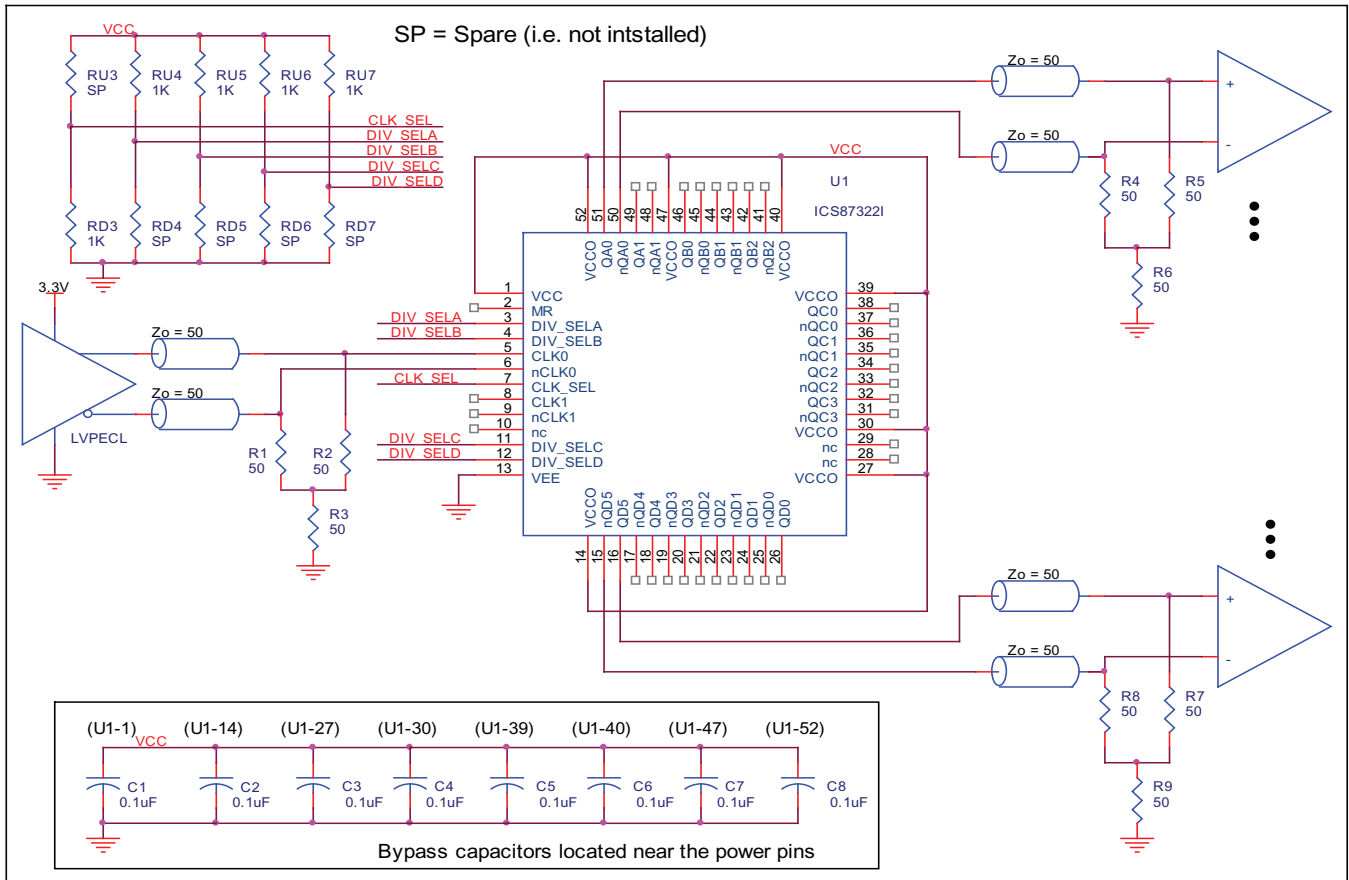 SP = Spare (i.e. not intstalled)
VCC
RU3
SP
RU4
1K
RU5
1K
RU6
1K
RU7
1K
CLK_SEL
DIV_SELA
DIV_SELB
DIV_SELC
DIV_SELD
RD3
1K
RD4
SP
RD5
SP
RD6
SP
RD7
SP
3.3V
Zo = 50
Zo = 50
LVPECL
R1
50
R2
50
R3
50
DIV_SELA
DIV_SELB
CLK_SEL
DIV_SELC
DIV_SELD
VCC
U1
ICS87322I
52 VCCO
51 QA0
50 nQA0
49 QA1
48 nQA1
47 VCCO
46 QB0
45 nQB0
44 QB1
43 nQB1
42 QB2
41 nQB2
40 VCCO
1 VCC
2 MR
3 DIV_SELA
4 DIV_SELB
5 CLK0
6 nCLK0
7 CLK_SEL
8 CLK1
9 nCLK1
10 nc
11 DIV_SELC
12 DIV_SELD
13 VEE
VCCO 39
QC0 38
nQC0 37
QC1 36
nQC1 35
QC2 34
nQC2 33
QC3 32
nQC3 31
VCCO 30
nc 29
nc 28
VCCO 27
14 VCCO
15 nQD5
16 QD5
17 nQD4
18 QD4
19 nQD3
20 QD3
21 nQD2
22 QD2
23 nQD1
24 QD1
25 nQD0
26 QD0
Zo = 50
Zo = 50
+
-
R4
50
R5
50
R6
50
Zo = 50
Zo = 50
+
-
R8
50
R7
50
R9
50
(U1-1) (U1-14) (U1-27) (U1-30) (U1-39) (U1-40) (U1-47) (U1-52)
VCC
C1
0.1uF
C2
0.1uF
C3
0.1uF
C4
0.1uF
C5
0.1uF
C6
0.1uF
C7
0.1uF
C8
0.1uF
Bypass capacitors located near the power pins